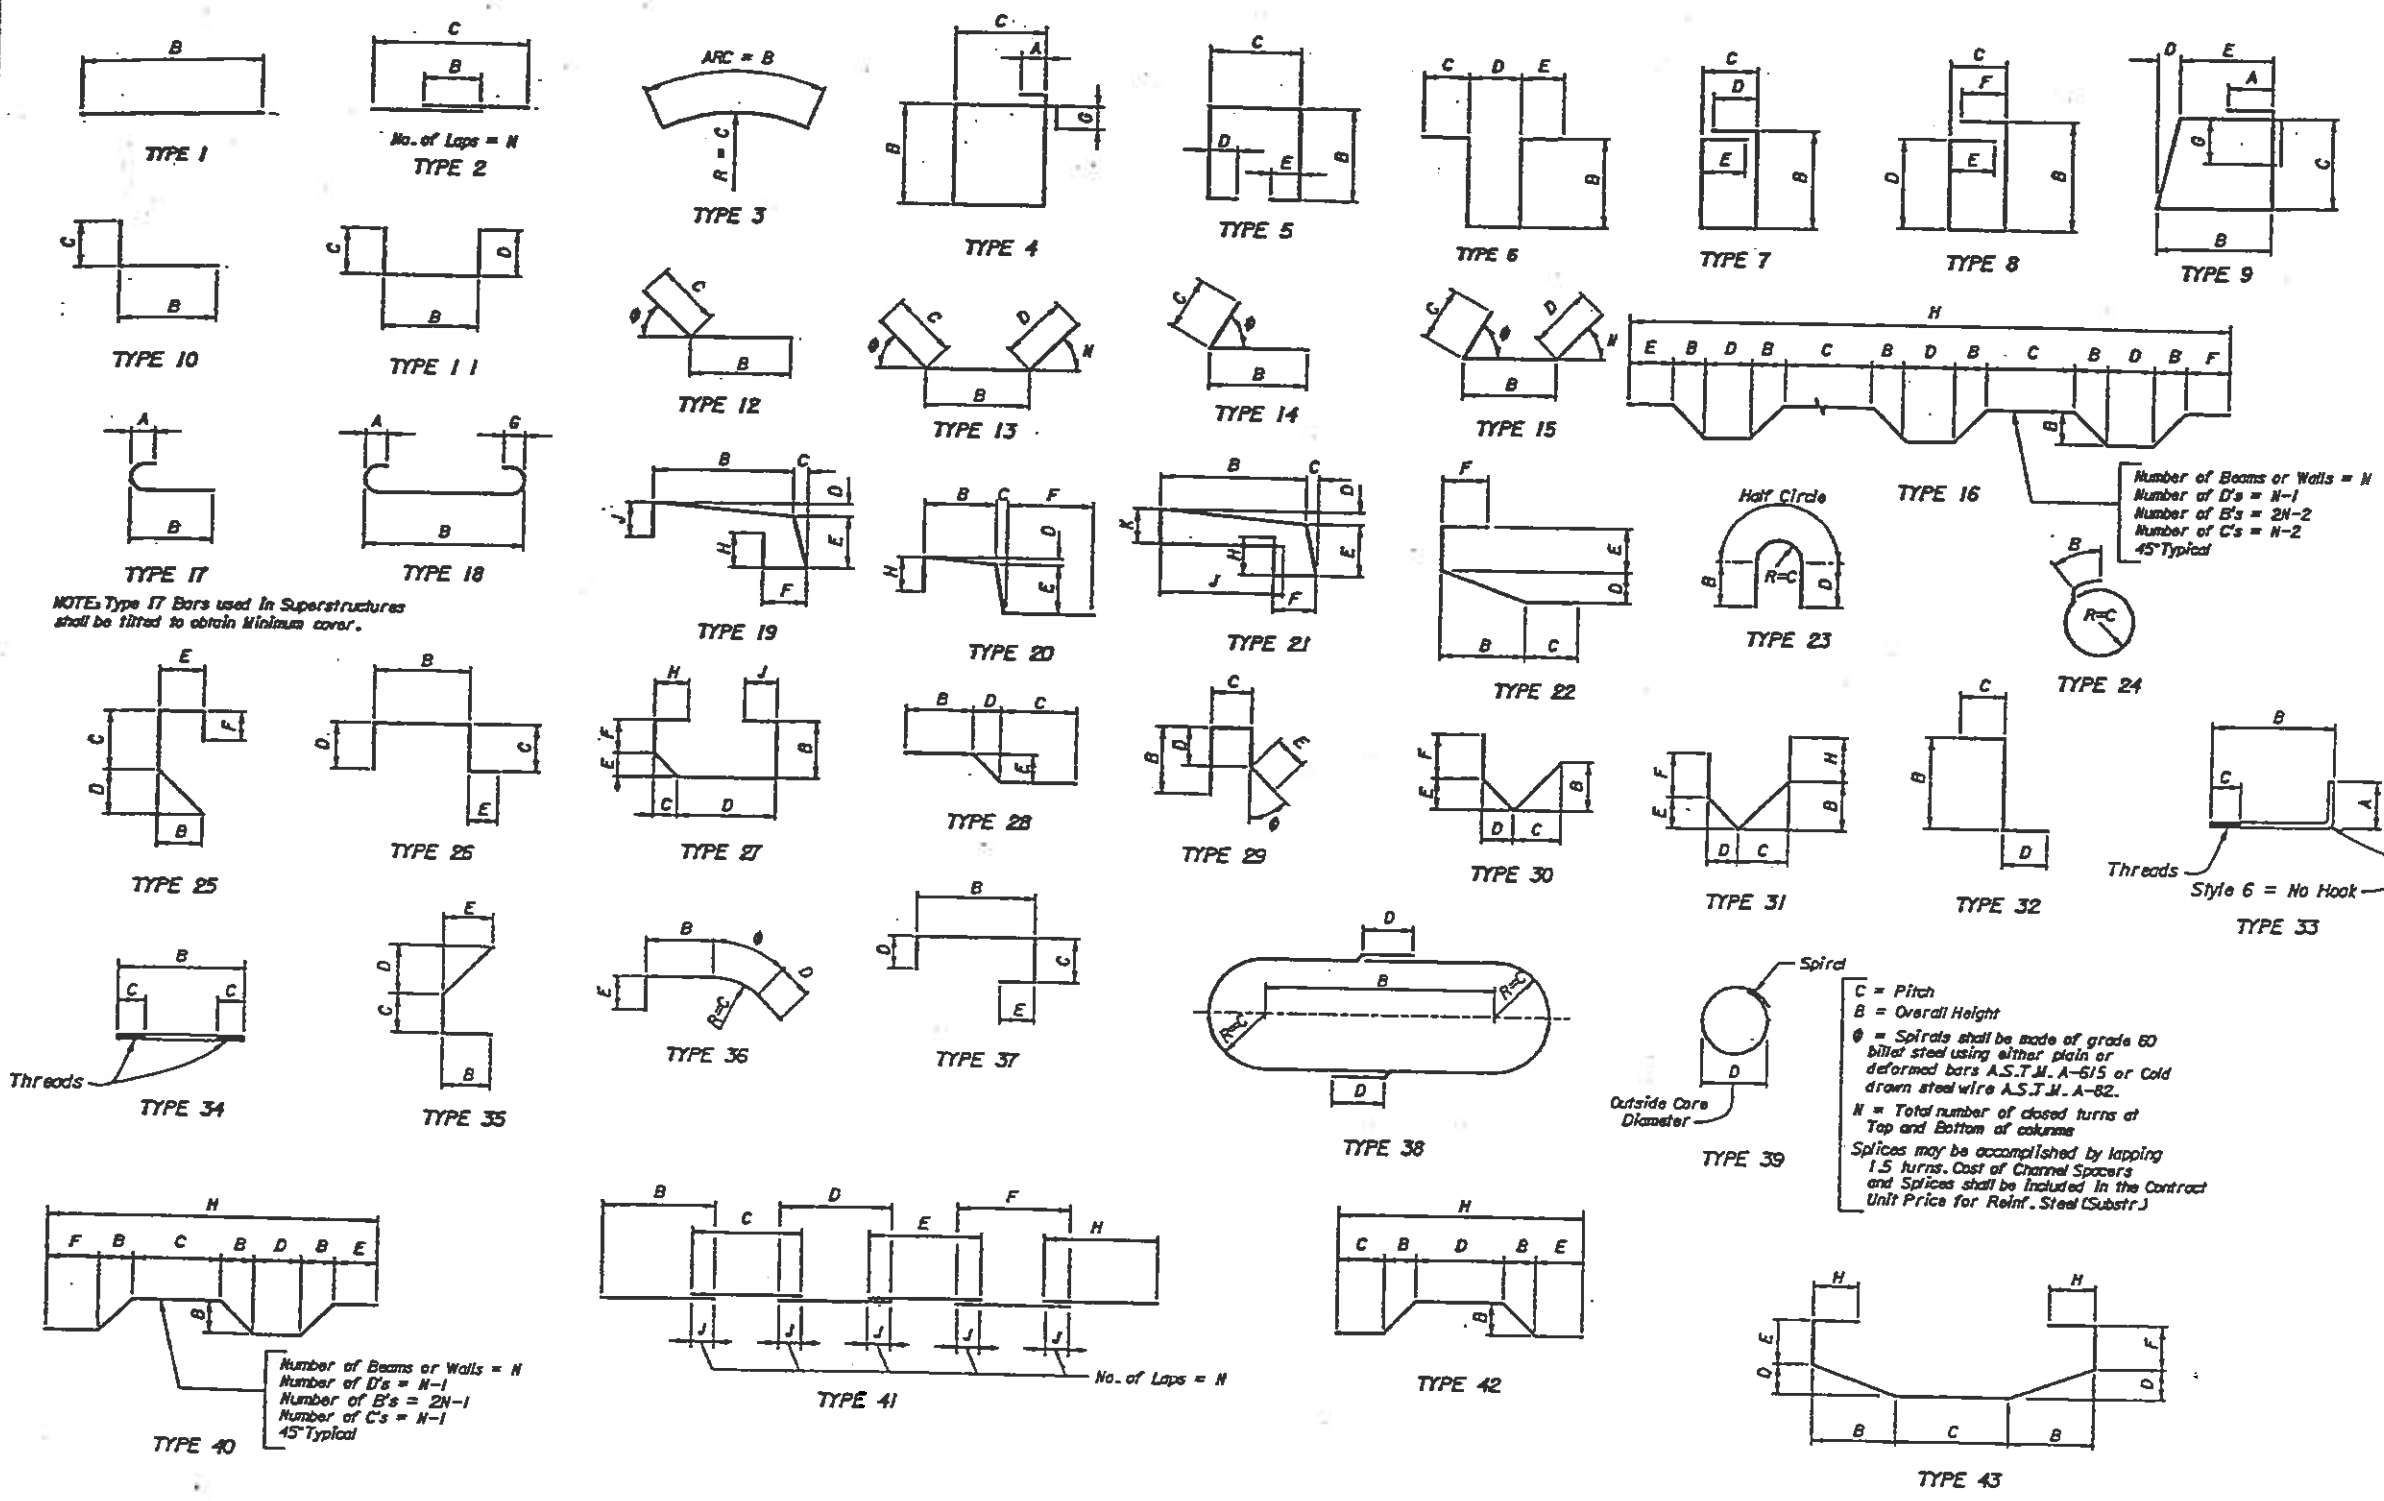 B
TYPE 1
C
B
No. of Laps = N
TYPE 2
ARC = B
R = C
TYPE 3
C
A
B
G
TYPE 4
C
D
E
B
TYPE 5
C D E
B
TYPE 6
C
D
E
B
TYPE 7
C
F
D
E
B
TYPE 8
D E
A
G
C
B
TYPE 9
C
B
TYPE 10
C
D
B
TYPE 11
C
φ
B
TYPE 12
C
D
φ
N
B
TYPE 13
C
φ
B
TYPE 14
C
D
φ
N
B
TYPE 15
H
E B D B C B D B C B D B F
B
Number of Beams or Walls = N
Number of D's = N-1
Number of B's = 2N-2
Number of C's = N-2
45° Typical
TYPE 16
A
B
TYPE 17
A G
B
TYPE 18
NOTE: Type 17 Bars used in Superstructures
shall be tilted to obtain Minimum cover.
B C
D
J
H
E
F
TYPE 19
B C F
D
H
E
TYPE 20
B C
D
K
H
E
J
F
TYPE 21
F
E
D
B C
TYPE 22
Half Circle
B
R=C
D
TYPE 23
B
R=C
TYPE 24
E
C
F
D
B
TYPE 25
B
D
C
E
TYPE 26
H J
F
B
E
C D
TYPE 27
B D C
E
TYPE 28
C
B
D
E
φ
TYPE 29
F
E
B
D C
TYPE 30
F
H
E
B
D C
TYPE 31
C
B
D
TYPE 32
B
C
A
Threads
Style 6 = No Hook
TYPE 33
B
C C
Threads
TYPE 34
E
D
C
B
TYPE 35
B φ
D
E
R=C
TYPE 36
B
D
C
E
TYPE 37
D
B
R=C
R=C
D
TYPE 38
Spiral
D
Outside Core
Diameter
TYPE 39
C = Pitch
B = Overall Height
φ = Spirals shall be made of grade 60
billet steel using either plain or
deformed bars A.S.T.M. A-615 or Cold
drawn steel wire A.S.T.M. A-82.
N = Total number of closed turns at
Top and Bottom of columns
Splices may be accomplished by lapping
1.5 turns. Cost of Channel Spacers
and Splices shall be included in the Contract
Unit Price for Reinf. Steel (Substr.)
H
F B C B D B E
B
Number of Beams or Walls = N
Number of D's = N-1
Number of B's = 2N-1
Number of C's = N-1
45° Typical
TYPE 40
B D F
C E H
J J J J J
No. of Laps = N
TYPE 41
H
C B D B E
B
TYPE 42
H H
E
F
D
D
B C B
TYPE 43